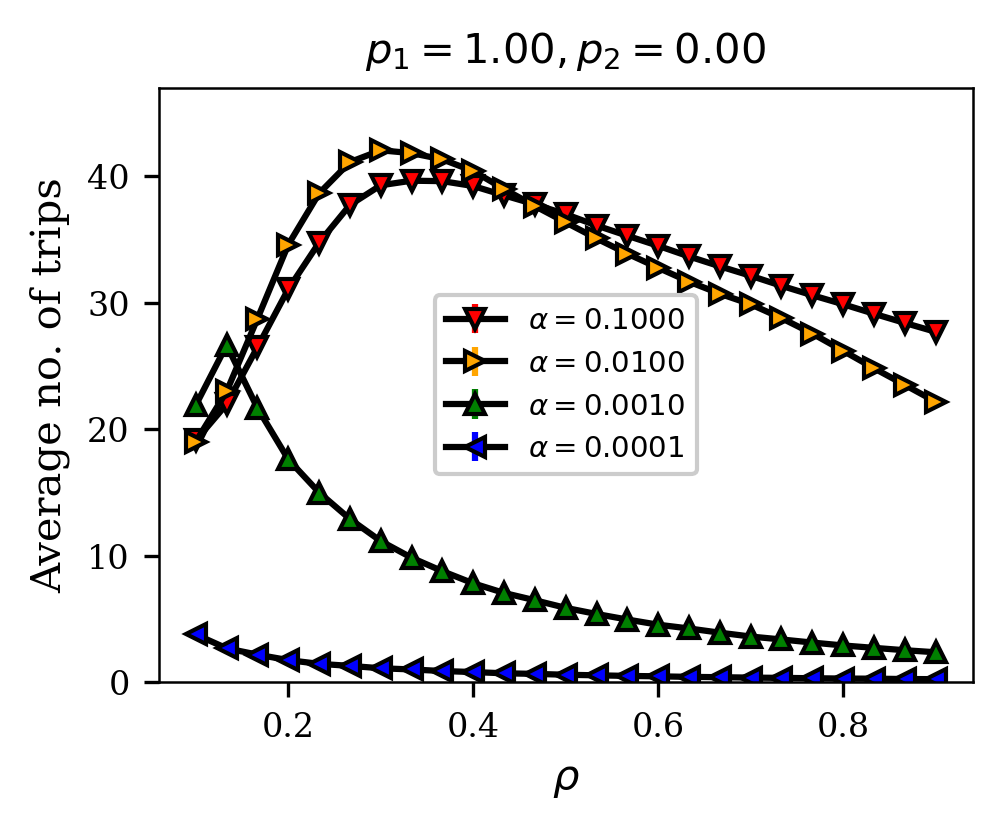 p₁ = 1.00, p₂ = 0.00
Average no. of trips
40
30
20
10
0
α = 0.1000
α = 0.0100
α = 0.0010
α = 0.0001
0.2 0.4 0.6 0.8
ρ